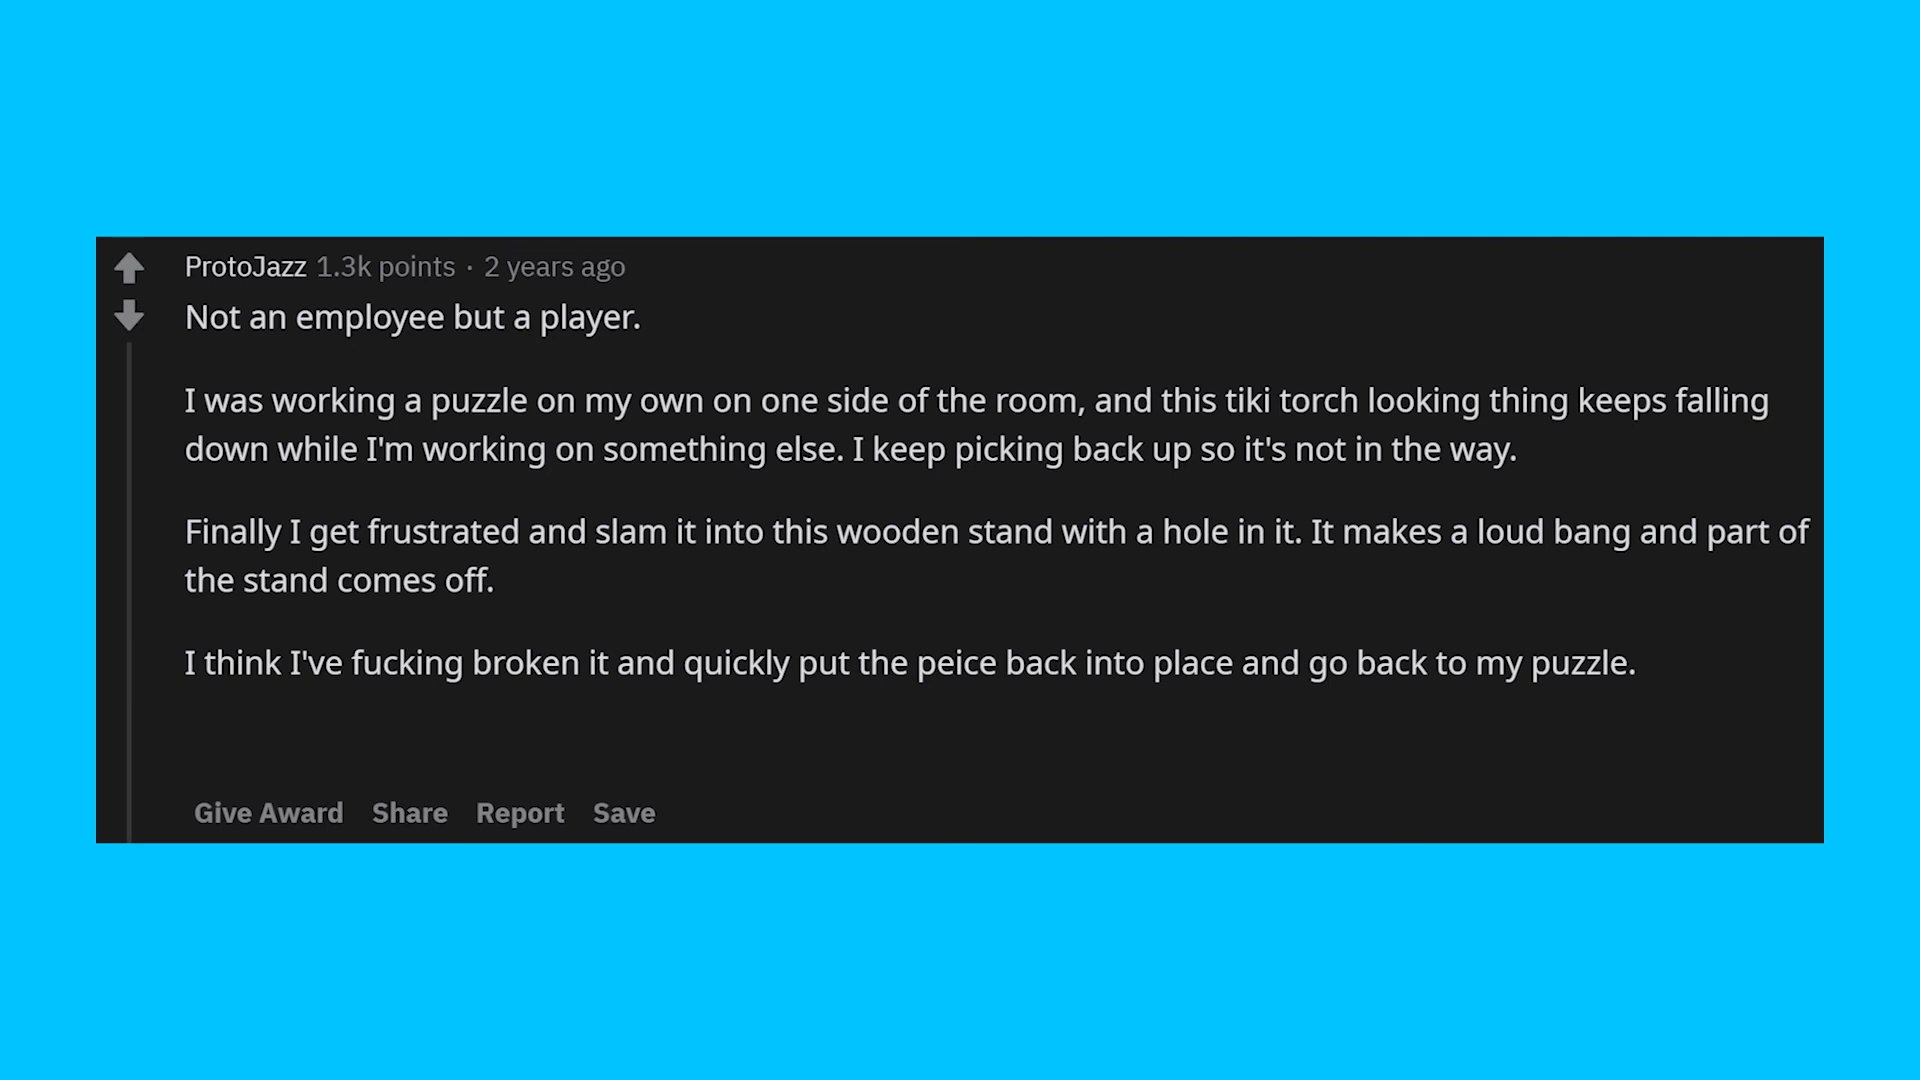 ProtoJazz 1.3k points · 2 years ago
Not an employee but a player.
I was working a puzzle on my own on one side of the room, and this tiki torch looking thing keeps falling
down while I'm working on something else. I keep picking back up so it's not in the way.
Finally I get frustrated and slam it into this wooden stand with a hole in it. It makes a loud bang and part of
the stand comes off.
I think I've fucking broken it and quickly put the peice back into place and go back to my puzzle.
Give Award Share Report Save